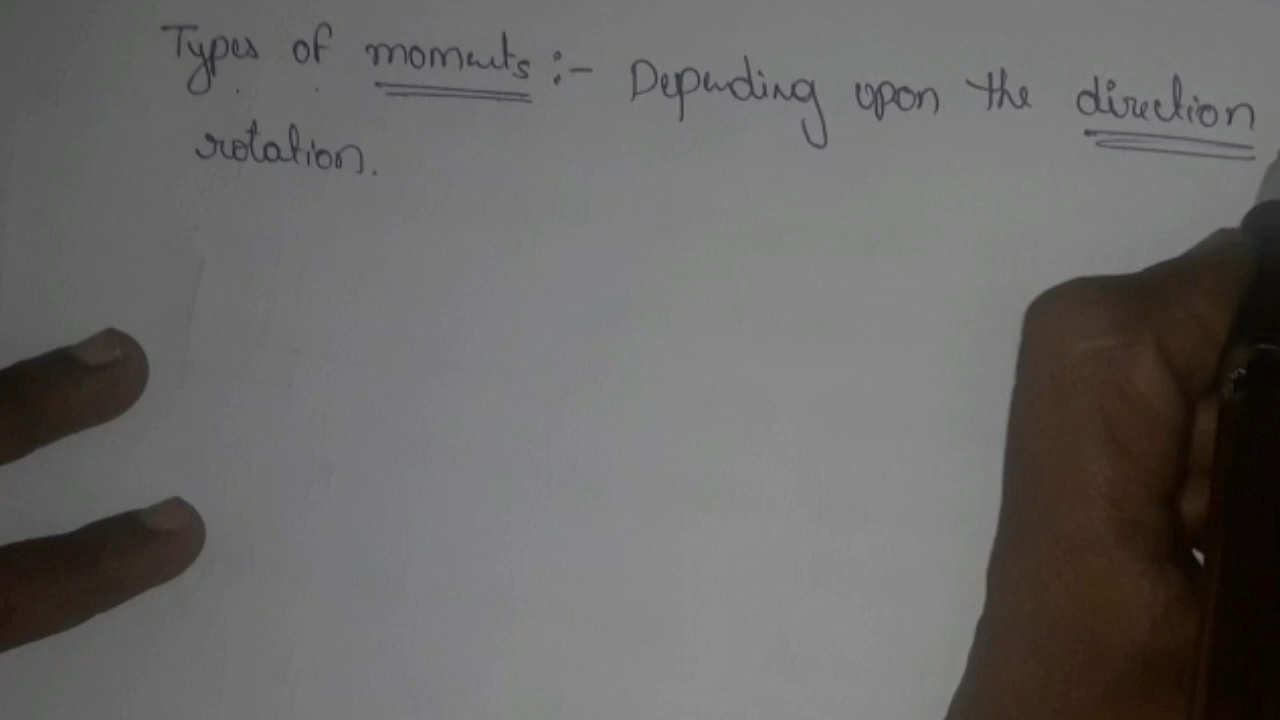 Types of moments :- Depending upon the direction
rotation.